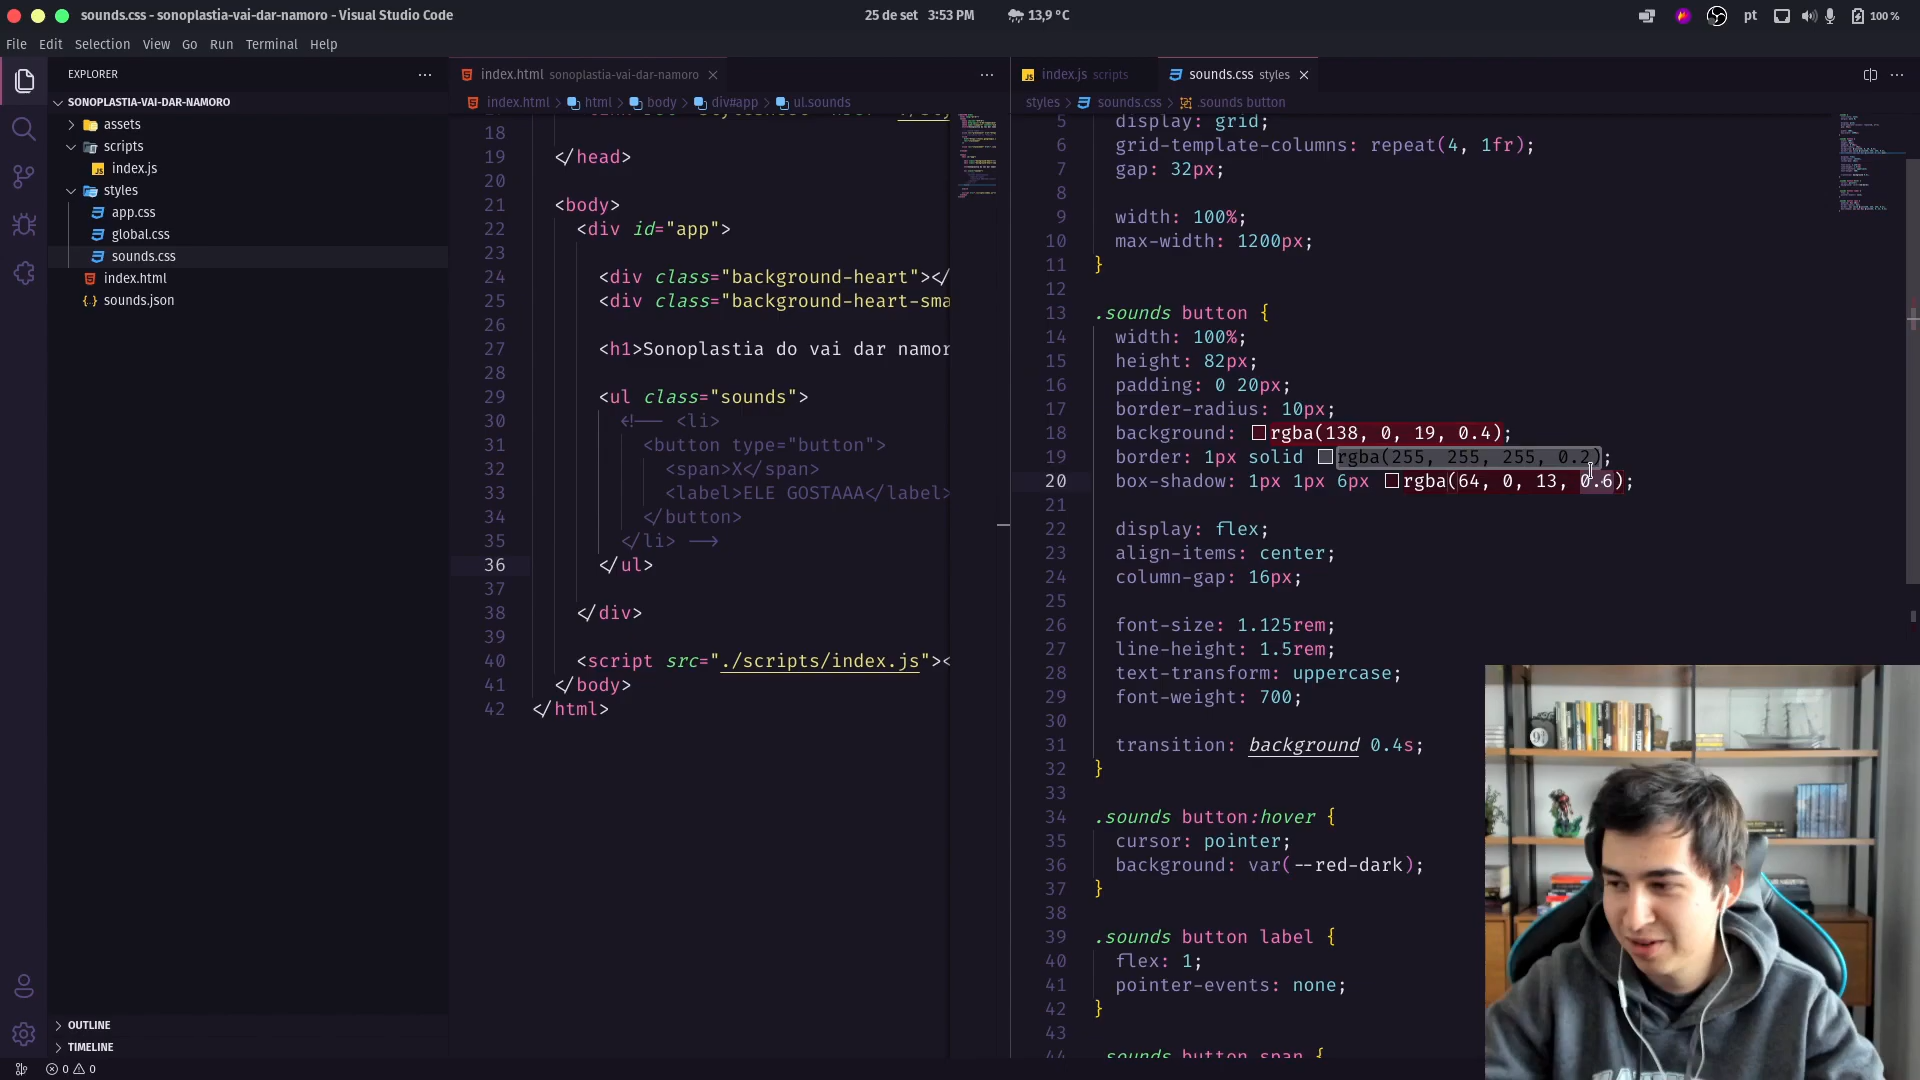 sounds.css - sonoplastia-vai-dar-namoro - Visual Studio Code
25 de set 3:53 PM
13,9 °C
pt
100 %
File Edit Selection View Go Run Terminal Help
EXPLORER
SONOPLASTIA-VAI-DAR-NAMORO
assets
scripts
index.js
styles
app.css
global.css
sounds.css
index.html
sounds.json
OUTLINE
TIMELINE
0 0
index.html sonoplastia-vai-dar-namoro
index.html > html > body > div#app > ul.sounds
18
19 </head>
20
21 <body>
22 <div id="app">
23
24 <div class="background-heart"></
25 <div class="background-heart-sma
26
27 <h1>Sonoplastia do vai dar namor
28
29 <ul class="sounds">
30 <!-- <li>
31 <button type="button">
32 <span>X</span>
33 <label>ELE GOSTAAA</label>
34 </button>
35 </li> -->
36 </ul>
37
38 </div>
39
40 <script src="./scripts/index.js"><
41 </body>
42 </html>
index.js scripts
sounds.css styles
styles > sounds.css > .sounds button
5 display: grid;
6 grid-template-columns: repeat(4, 1fr);
7 gap: 32px;
8
9 width: 100%;
10 max-width: 1200px;
11 }
12
13 .sounds button {
14 width: 100%;
15 height: 82px;
16 padding: 0 20px;
17 border-radius: 10px;
18 background: rgba(138, 0, 19, 0.4);
19 border: 1px solid rgba(255, 255, 255, 0.2);
20 box-shadow: 1px 1px 6px rgba(64, 0, 13, 0.6);
21
22 display: flex;
23 align-items: center;
24 column-gap: 16px;
25
26 font-size: 1.125rem;
27 line-height: 1.5rem;
28 text-transform: uppercase;
29 font-weight: 700;
30
31 transition: background 0.4s;
32 }
33
34 .sounds button:hover {
35 cursor: pointer;
36 background: var(--red-dark);
37 }
38
39 .sounds button label {
40 flex: 1;
41 pointer-events: none;
42 }
43
44 .sounds button span {